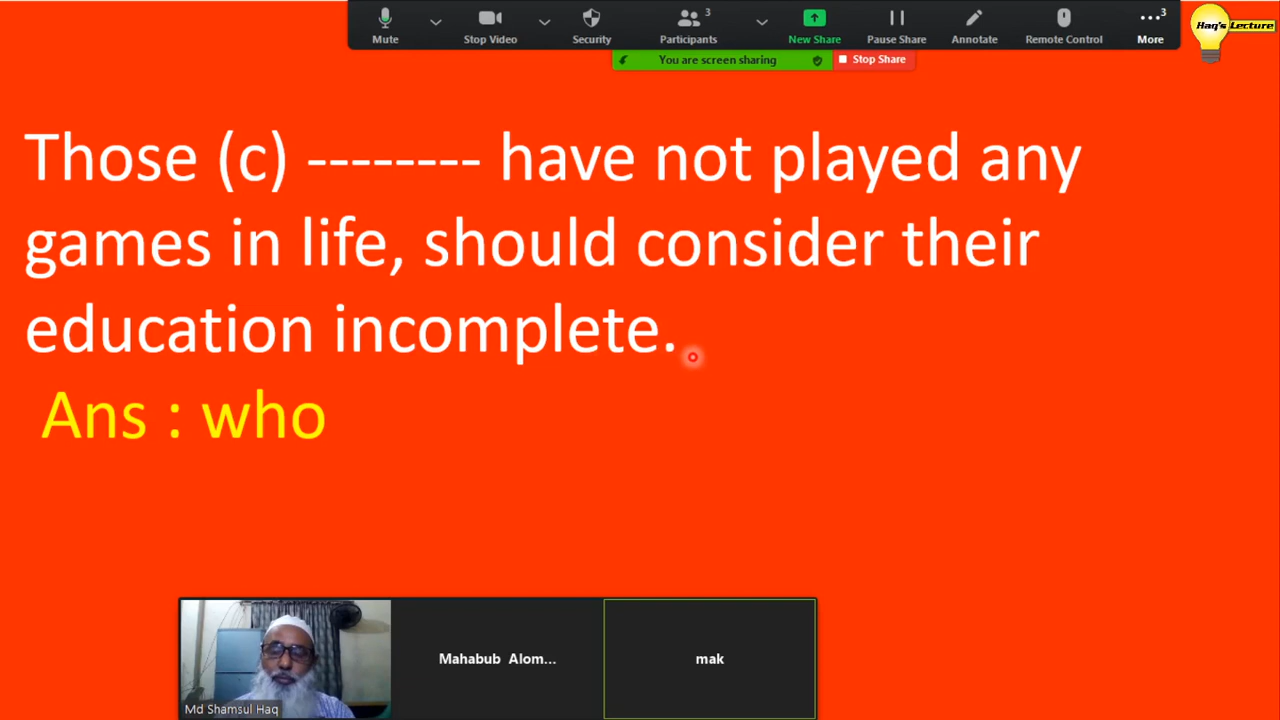 Mute
Stop Video
Security
Participants
3
New Share
Pause Share
Annotate
Remote Control
More
3
Haq's Lecture
You are screen sharing
Stop Share
Those (c) -------- have not played any
games in life, should consider their
education incomplete.
Ans : who
Md Shamsul Haq
Mahabub Alom...
mak